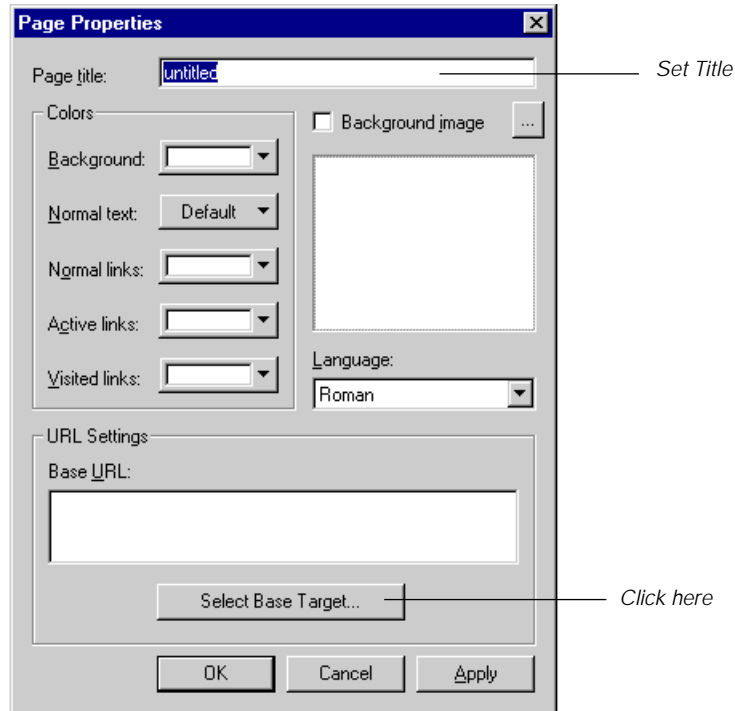 Page Properties
Page title: untitled
Set Title
Colors
Background:
Normal text: Default
Normal links:
Active links:
Visited links:
Background image ...
Language:
Roman
URL Settings
Base URL:
Select Base Target...
Click here
OK Cancel Apply